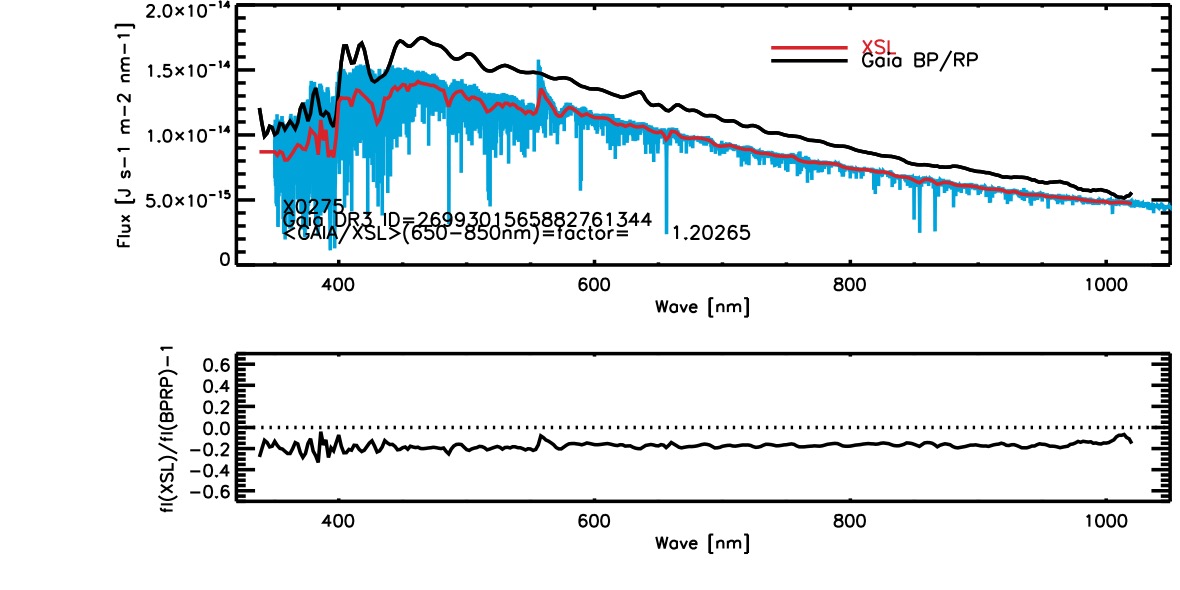 2.0×10⁻¹⁴
1.5×10⁻¹⁴
1.0×10⁻¹⁴
5.0×10⁻¹⁵
0
Flux [J s−1 m−2 nm−1]
XSL
Gaia BP/RP
X0275
Gaia DR3 ID=2699301565882761344
<GAIA/XSL>(650−850nm)=factor= 1.20265
400 600 800 1000
Wave [nm]
0.6
0.4
0.2
0.0
−0.2
−0.4
−0.6
fl(XSL)/fl(BPRP)−1
400 600 800 1000
Wave [nm]